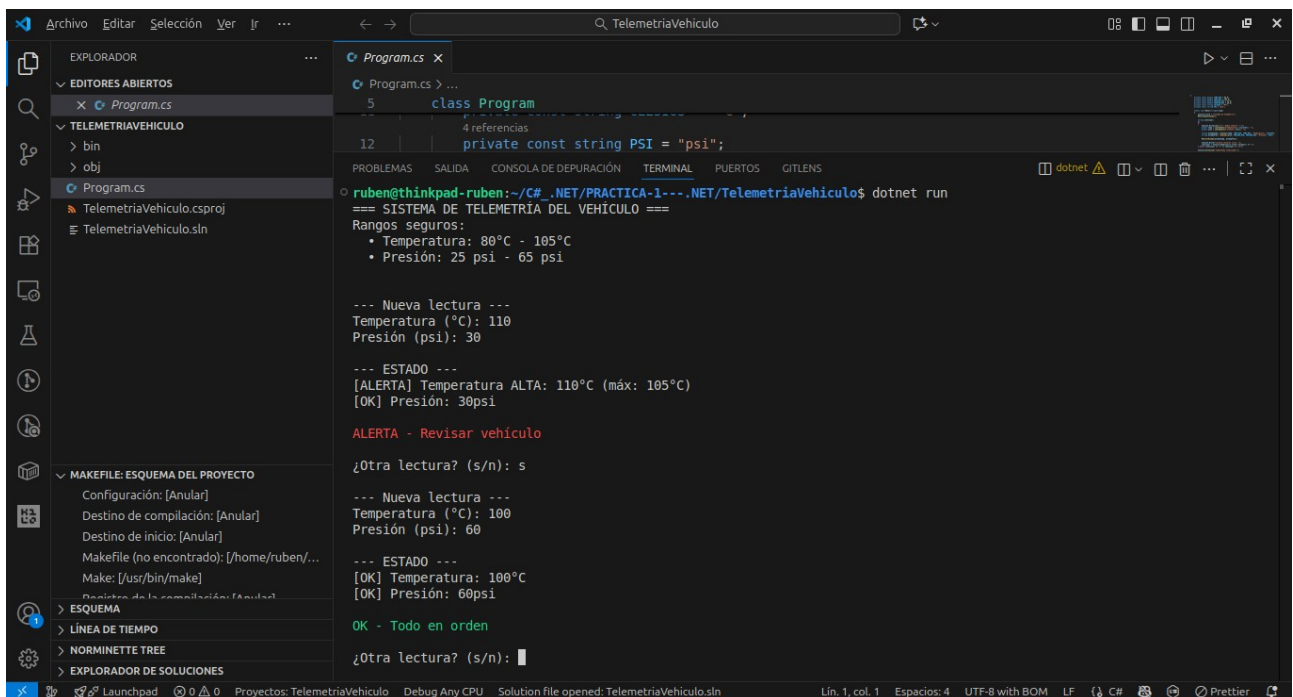 Archivo Editar Selección Ver Ir ··· TelemetriaVehiculo
EXPLORADOR ···
EDITORES ABIERTOS
Program.cs
TELEMETRIAVEHICULO
bin
obj
Program.cs
TelemetriaVehiculo.csproj
TelemetriaVehiculo.sln
MAKEFILE: ESQUEMA DEL PROYECTO
Configuración: [Anular]
Destino de compilación: [Anular]
Destino de inicio: [Anular]
Makefile (no encontrado): [/home/ruben/...
Make: [/usr/bin/make]
Registro de la compilación: [Anular]
ESQUEMA
LÍNEA DE TIEMPO
NORMINETTE TREE
EXPLORADOR DE SOLUCIONES
1
Program.cs
Program.cs > ...
5 class Program
4 referencias
12 private const string PSI = "psi";
PROBLEMAS SALIDA CONSOLA DE DEPURACIÓN TERMINAL PUERTOS GITLENS dotnet
ruben@thinkpad-ruben:~/C#_.NET/PRACTICA-1---.NET/TelemetriaVehiculo$ dotnet run
=== SISTEMA DE TELEMETRÍA DEL VEHÍCULO ===
Rangos seguros:
• Temperatura: 80°C - 105°C
• Presión: 25 psi - 65 psi
--- Nueva lectura ---
Temperatura (°C): 110
Presión (psi): 30
--- ESTADO ---
[ALERTA] Temperatura ALTA: 110°C (máx: 105°C)
[OK] Presión: 30psi
ALERTA - Revisar vehículo
¿Otra lectura? (s/n): s
--- Nueva lectura ---
Temperatura (°C): 100
Presión (psi): 60
--- ESTADO ---
[OK] Temperatura: 100°C
[OK] Presión: 60psi
OK - Todo en orden
¿Otra lectura? (s/n):
Launchpad 0 0 Proyectos: TelemetriaVehiculo Debug Any CPU Solution file opened: TelemetriaVehiculo.sln Lín. 1, col. 1 Espacios: 4 UTF-8 with BOM LF C# Prettier